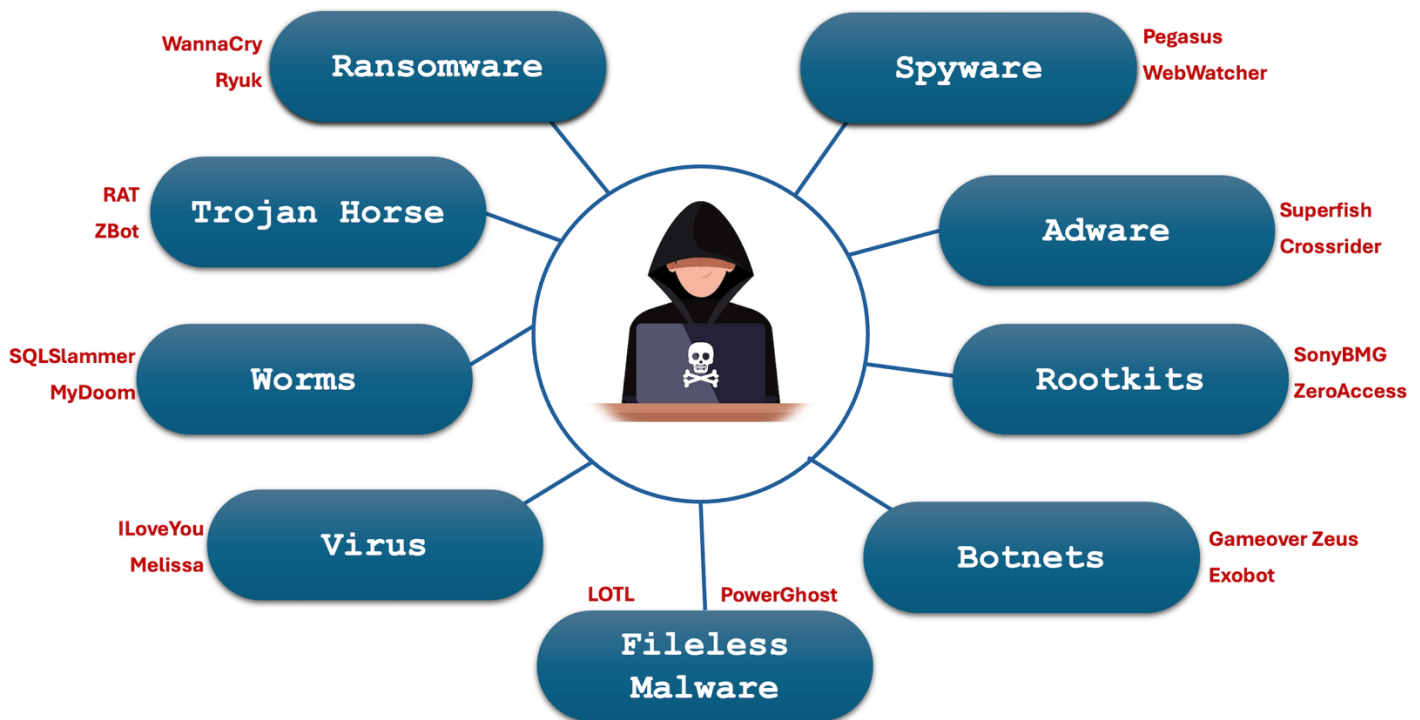 WannaCry
Ryuk
Ransomware
Spyware
Pegasus
WebWatcher
RAT
ZBot
Trojan Horse
Adware
Superfish
Crossrider
SQLSlammer
MyDoom
Worms
Rootkits
SonyBMG
ZeroAccess
ILoveYou
Melissa
Virus
Botnets
Gameover Zeus
Exobot
LOTL
PowerGhost
Fileless
Malware